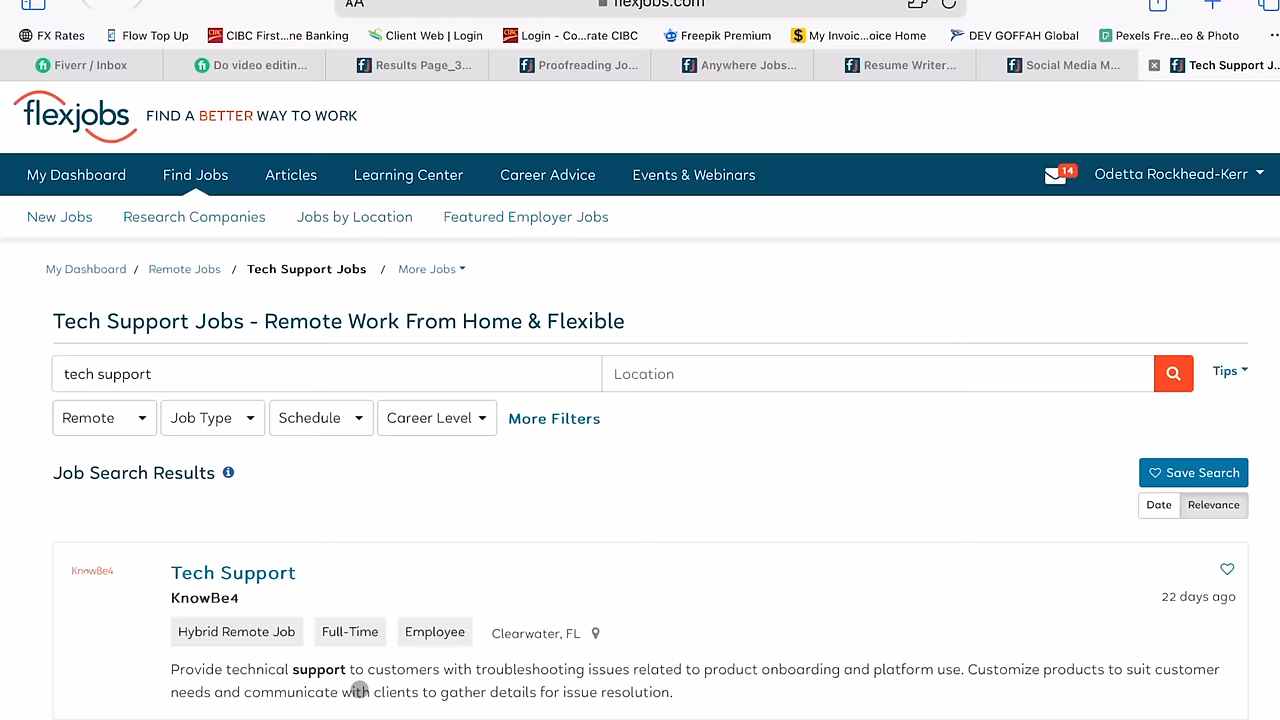 AA flexjobs.com
FX Rates Flow Top Up CIBC First...ne Banking Client Web | Login Login - Co...rate CIBC Freepik Premium My Invoic...oice Home DEV GOFFAH Global Pexels Fre...eo & Photo
Fiverr / Inbox Do video editin... Results Page_3... Proofreading Jo... Anywhere Jobs... Resume Writer... Social Media M... Tech Support J...
flexjobs FIND A BETTER WAY TO WORK
My Dashboard Find Jobs Articles Learning Center Career Advice Events & Webinars 14 Odetta Rockhead-Kerr
New Jobs Research Companies Jobs by Location Featured Employer Jobs
My Dashboard / Remote Jobs / Tech Support Jobs / More Jobs
Tech Support Jobs - Remote Work From Home & Flexible
tech support Location Tips
Remote Job Type Schedule Career Level More Filters
Job Search Results Save Search
Date Relevance
KnowBe4 Tech Support
KnowBe4 22 days ago
Hybrid Remote Job Full-Time Employee Clearwater, FL
Provide technical support to customers with troubleshooting issues related to product onboarding and platform use. Customize products to suit customer
needs and communicate with clients to gather details for issue resolution.